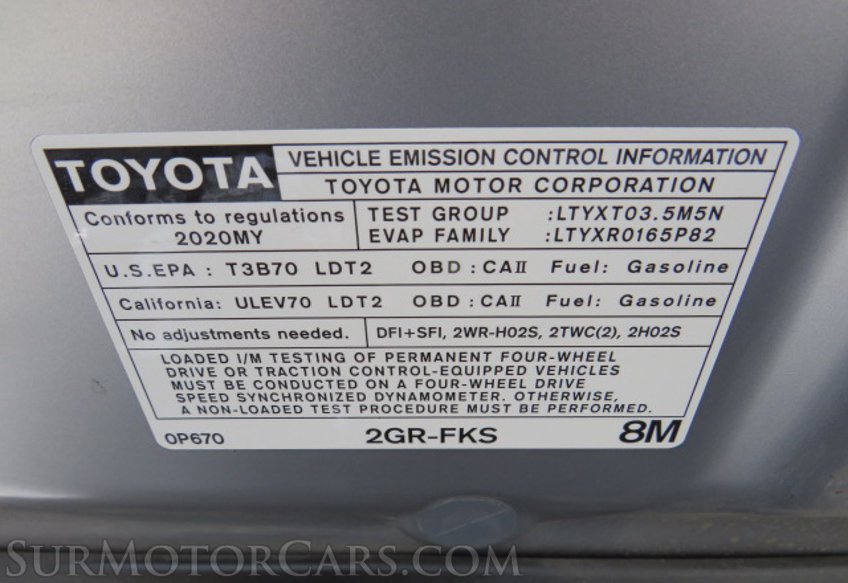 TOYOTA
VEHICLE EMISSION CONTROL INFORMATION
TOYOTA MOTOR CORPORATION
Conforms to regulations
2020MY
TEST GROUP :LTYXT03.5M5N
EVAP FAMILY :LTYXR0165P82
U.S.EPA : T3B70 LDT2 OBD : CAII Fuel: Gasoline
California: ULEV70 LDT2 OBD : CAII Fuel: Gasoline
No adjustments needed. DFI+SFI, 2WR-HO2S, 2TWC(2), 2HO2S
LOADED I/M TESTING OF PERMANENT FOUR-WHEEL
DRIVE OR TRACTION CONTROL-EQUIPPED VEHICLES
MUST BE CONDUCTED ON A FOUR-WHEEL DRIVE
SPEED SYNCHRONIZED DYNAMOMETER. OTHERWISE,
A NON-LOADED TEST PROCEDURE MUST BE PERFORMED.
0P670 2GR-FKS 8M
SURMOTORCARS.COM